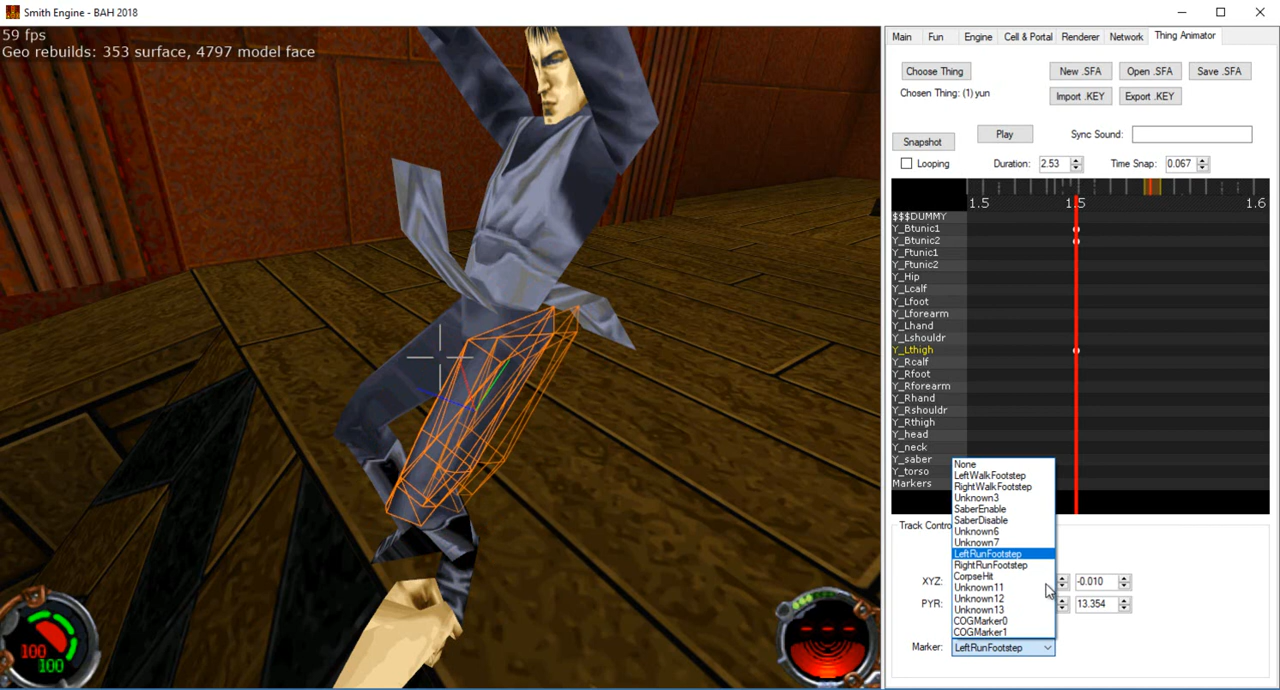 Smith Engine - BAH 2018
59 fps
Geo rebuilds: 353 surface, 4797 model face
Main Fun Engine Cell & Portal Renderer Network Thing Animator
Choose Thing New .SFA Open .SFA Save .SFA
Chosen Thing: (1) yun Import .KEY Export .KEY
Snapshot Play Sync Sound:
Looping Duration: 2.53 Time Snap: 0.067
1.5 1.5 1.6
$$$DUMMY
Y_Btunic1
Y_Btunic2
Y_Ftunic1
Y_Ftunic2
Y_Hip
Y_Lcalf
Y_Lfoot
Y_Lforearm
Y_Lhand
Y_Lshouldr
Y_Lthigh
Y_Rcalf
Y_Rfoot
Y_Rforearm
Y_Rhand
Y_Rshouldr
Y_Rthigh
Y_head
Y_neck
Y_saber
Y_torso
Markers
None
LeftWalkFootstep
RightWalkFootstep
Unknown3
SaberEnable
SaberDisable
Unknown6
Unknown7
LeftRunFootstep
RightRunFootstep
CorpseHit
Unknown11
Unknown12
Unknown13
COGMarker0
COGMarker1
Track Contro
XYZ: -0.010
PYR: 13.354
Marker: LeftRunFootstep
100
100